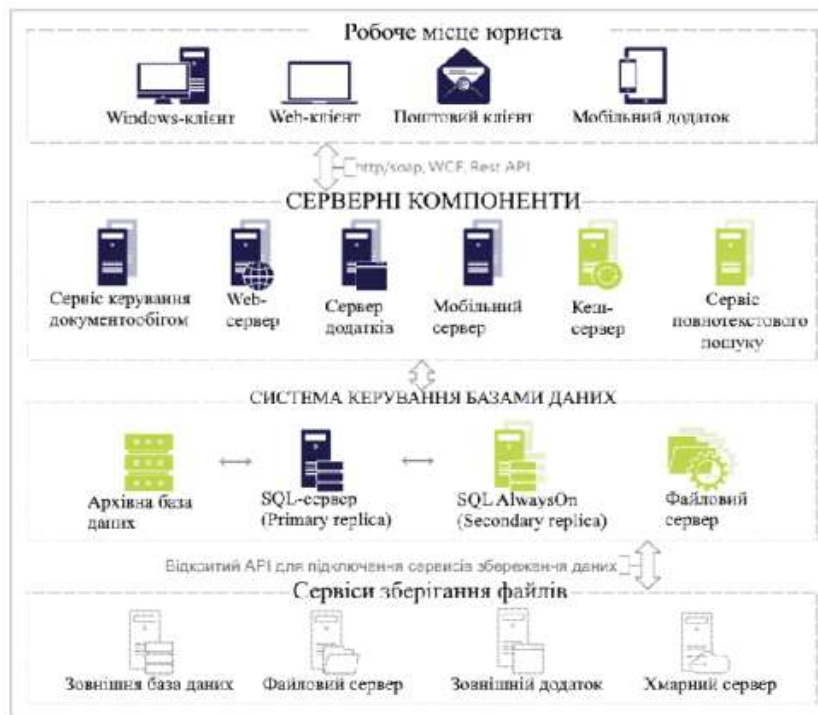 Робоче місце юриста
Windows-клієнт Web-клієнт Поштовий клієнт Мобільний додаток
http/soap, WCF, Rest API
СЕРВЕРНІ КОМПОНЕНТИ
Сервіс керування документообігом
Web-сервер
Сервер додатків
Мобільний сервер
Кеш-сервер
Сервіс повнотекстового пошуку
СИСТЕМА КЕРУВАННЯ БАЗАМИ ДАНИХ
Архівна база даних
SQL-сервер (Primary replica)
SQL AlwaysOn (Secondary replica)
Файловий сервер
Відкритий API для підключення сервисів збереження даних
Сервіси зберігання файлів
Зовнішня база даних Файловий сервер Зовнішній додаток Хмарний сервер